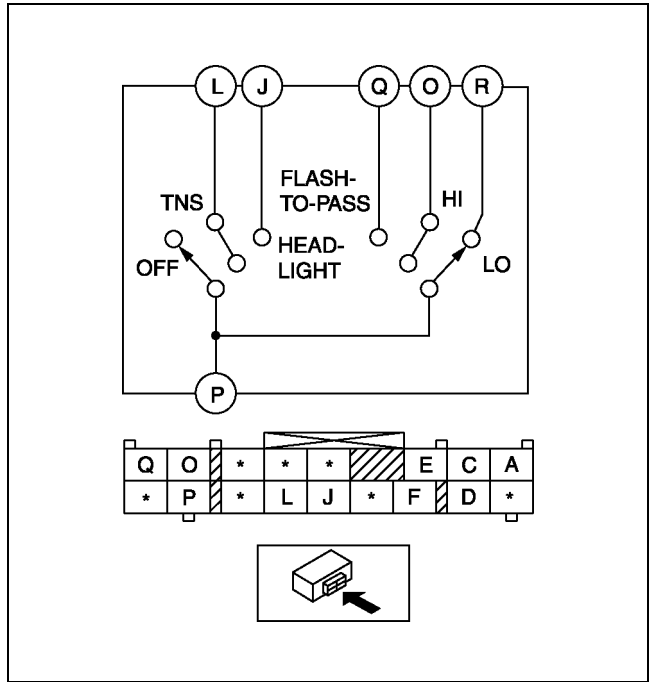 L J Q O R
FLASH-
TO-PASS
TNS
HI
HEAD-
LIGHT
OFF
LO
P
Q O * * * E C A
* P * L J * F D *